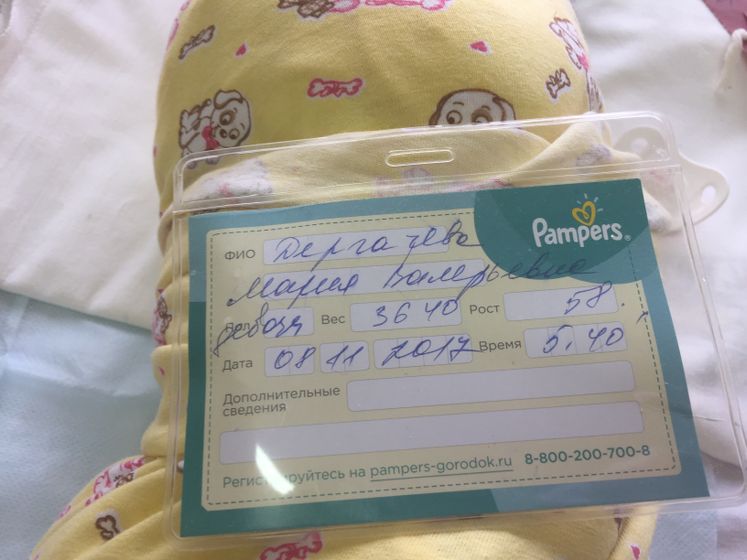 Pampers®
ФИО Дергачева
Мария Валерьевна
Пол девочка Вес 3640 Рост 58.
Дата 08 11 2017 Время 5.40
Дополнительные
сведения
Регистрируйтесь на pampers-gorodok.ru 8-800-200-700-8